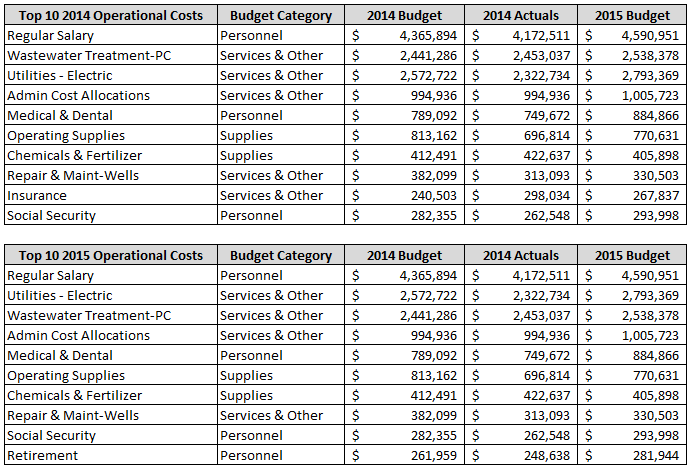 Top 10 2014 Operational Costs Budget Category 2014 Budget 2014 Actuals 2015 Budget
Regular Salary Personnel $ 4,365,894 $ 4,172,511 $ 4,590,951
Wastewater Treatment-PC Services & Other $ 2,441,286 $ 2,453,037 $ 2,538,378
Utilities - Electric Services & Other $ 2,572,722 $ 2,322,734 $ 2,793,369
Admin Cost Allocations Services & Other $ 994,936 $ 994,936 $ 1,005,723
Medical & Dental Personnel $ 789,092 $ 749,672 $ 884,866
Operating Supplies Supplies $ 813,162 $ 696,814 $ 770,631
Chemicals & Fertilizer Supplies $ 412,491 $ 422,637 $ 405,898
Repair & Maint-Wells Services & Other $ 382,099 $ 313,093 $ 330,503
Insurance Services & Other $ 240,503 $ 298,034 $ 267,837
Social Security Personnel $ 282,355 $ 262,548 $ 293,998
Top 10 2015 Operational Costs Budget Category 2014 Budget 2014 Actuals 2015 Budget
Regular Salary Personnel $ 4,365,894 $ 4,172,511 $ 4,590,951
Utilities - Electric Services & Other $ 2,572,722 $ 2,322,734 $ 2,793,369
Wastewater Treatment-PC Services & Other $ 2,441,286 $ 2,453,037 $ 2,538,378
Admin Cost Allocations Services & Other $ 994,936 $ 994,936 $ 1,005,723
Medical & Dental Personnel $ 789,092 $ 749,672 $ 884,866
Operating Supplies Supplies $ 813,162 $ 696,814 $ 770,631
Chemicals & Fertilizer Supplies $ 412,491 $ 422,637 $ 405,898
Repair & Maint-Wells Services & Other $ 382,099 $ 313,093 $ 330,503
Social Security Personnel $ 282,355 $ 262,548 $ 293,998
Retirement Personnel $ 261,959 $ 248,638 $ 281,944